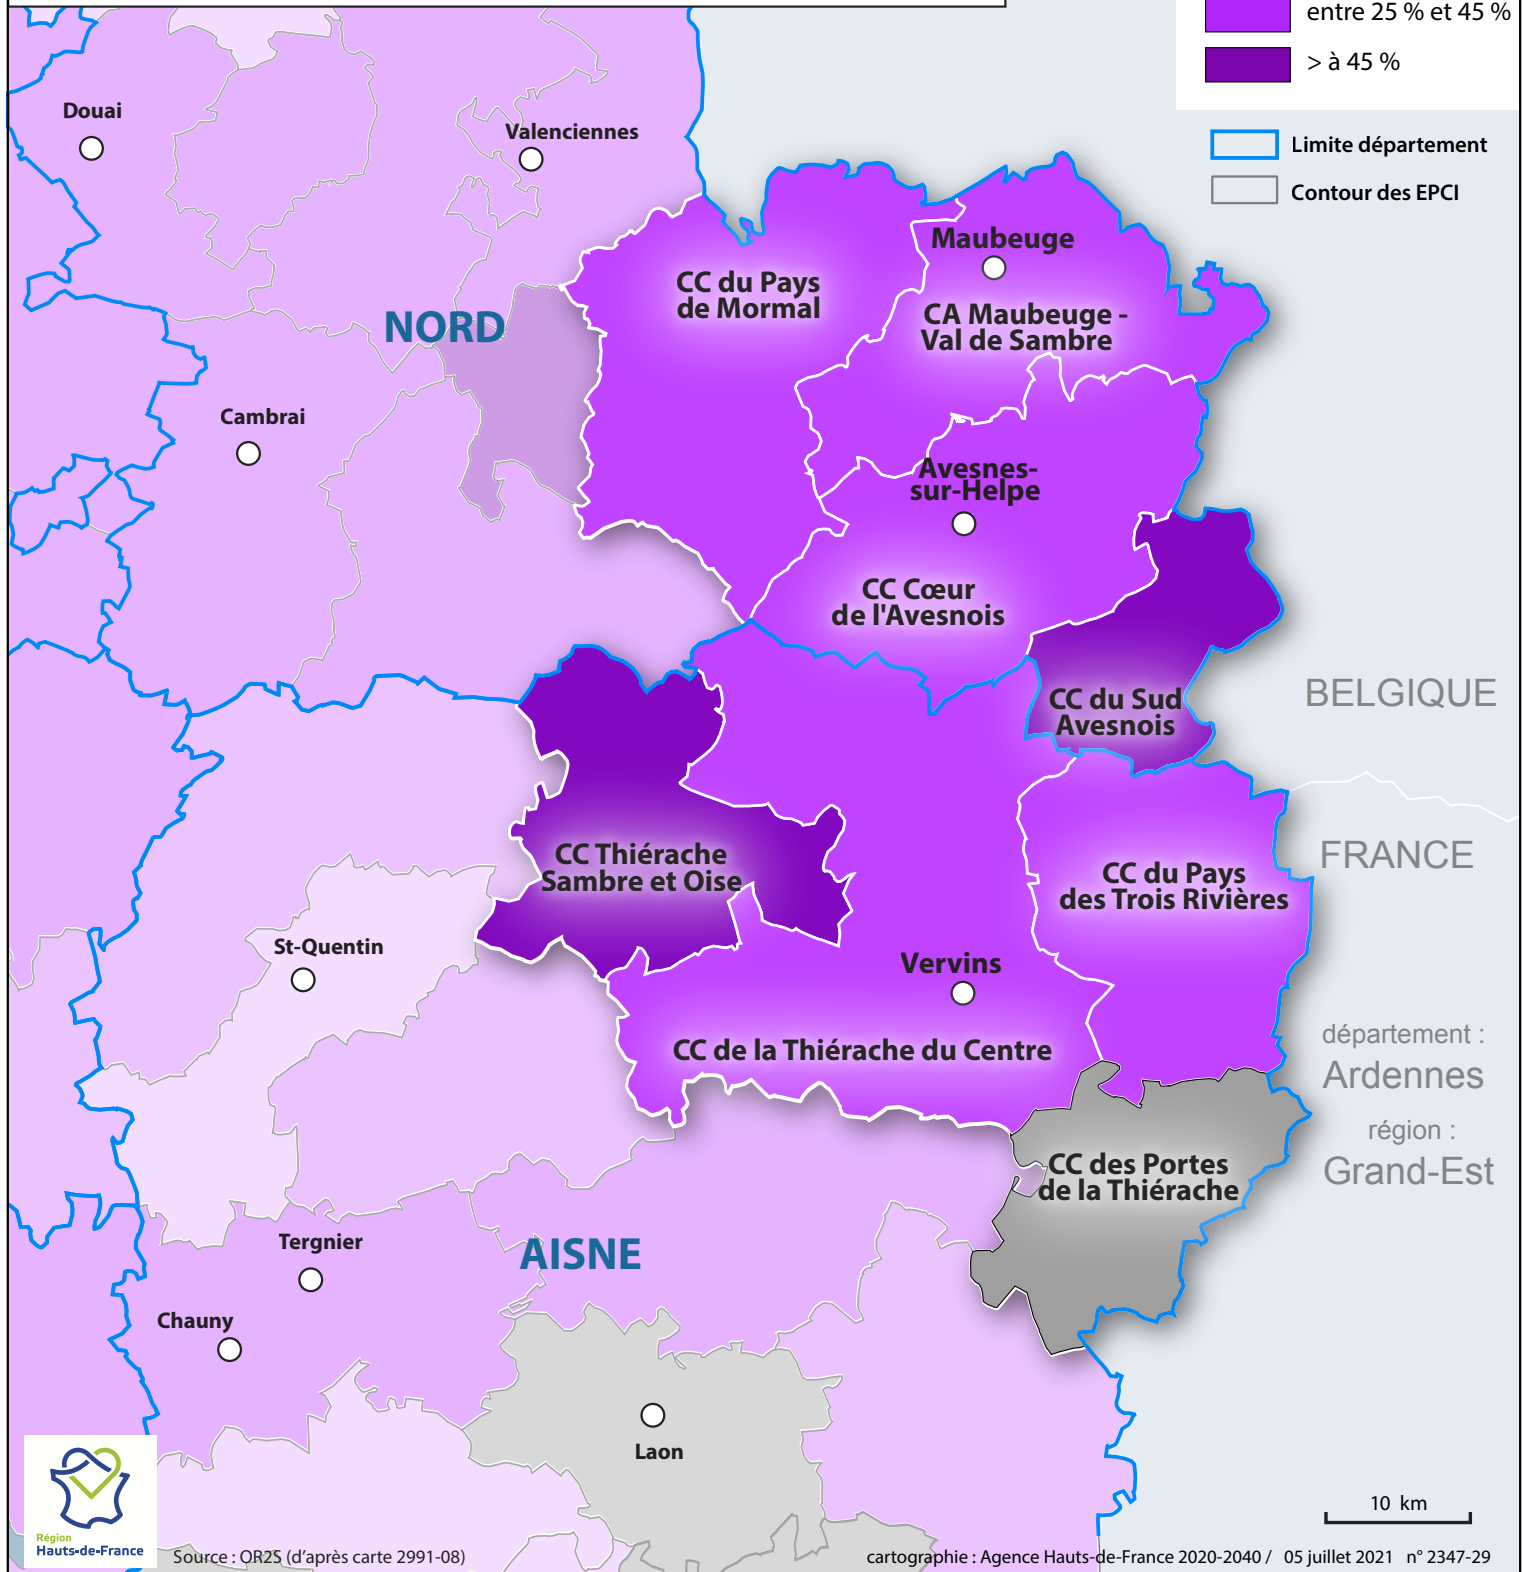 entre 25 % et 45 %
> à 45 %
Limite département
Contour des EPCI
Douai
Valenciennes
Maubeuge
CC du Pays
de Mormal
CA Maubeuge -
Val de Sambre
NORD
Cambrai
Avesnes-
sur-Helpe
CC Cœur
de l'Avesnois
BELGIQUE
CC du Sud
Avesnois
FRANCE
CC Thiérache
Sambre et Oise
CC du Pays
des Trois Rivières
St-Quentin
Vervins
CC de la Thiérache du Centre
département :
Ardennes
région :
Grand-Est
CC des Portes
de la Thiérache
Tergnier
AISNE
Chauny
Laon
10 km
Région
Hauts-de-France
Source : OR2S (d'après carte 2991-08)
cartographie : Agence Hauts-de-France 2020-2040 / 05 juillet 2021 n° 2347-29